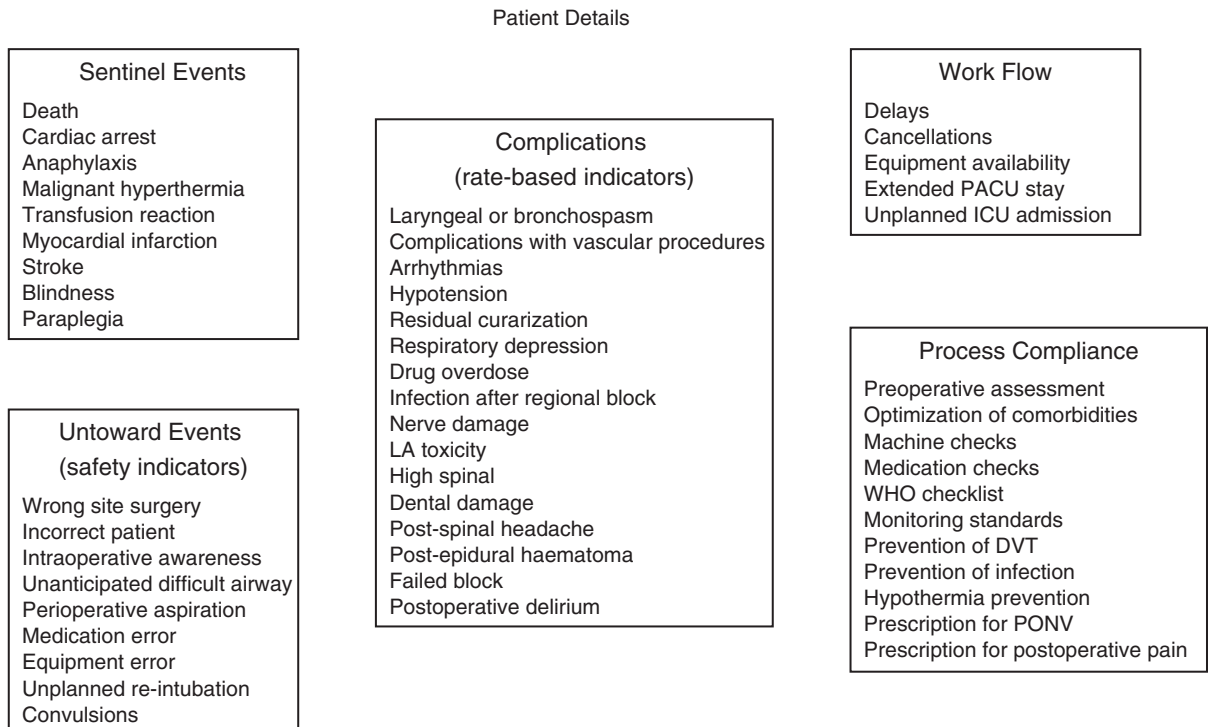 Patient Details
Sentinel Events
Death
Cardiac arrest
Anaphylaxis
Malignant hyperthermia
Transfusion reaction
Myocardial infarction
Stroke
Blindness
Paraplegia
Untoward Events
(safety indicators)
Wrong site surgery
Incorrect patient
Intraoperative awareness
Unanticipated difficult airway
Perioperative aspiration
Medication error
Equipment error
Unplanned re-intubation
Convulsions
Complications
(rate-based indicators)
Laryngeal or bronchospasm
Complications with vascular procedures
Arrhythmias
Hypotension
Residual curarization
Respiratory depression
Drug overdose
Infection after regional block
Nerve damage
LA toxicity
High spinal
Dental damage
Post-spinal headache
Post-epidural haematoma
Failed block
Postoperative delirium
Work Flow
Delays
Cancellations
Equipment availability
Extended PACU stay
Unplanned ICU admission
Process Compliance
Preoperative assessment
Optimization of comorbidities
Machine checks
Medication checks
WHO checklist
Monitoring standards
Prevention of DVT
Prevention of infection
Hypothermia prevention
Prescription for PONV
Prescription for postoperative pain